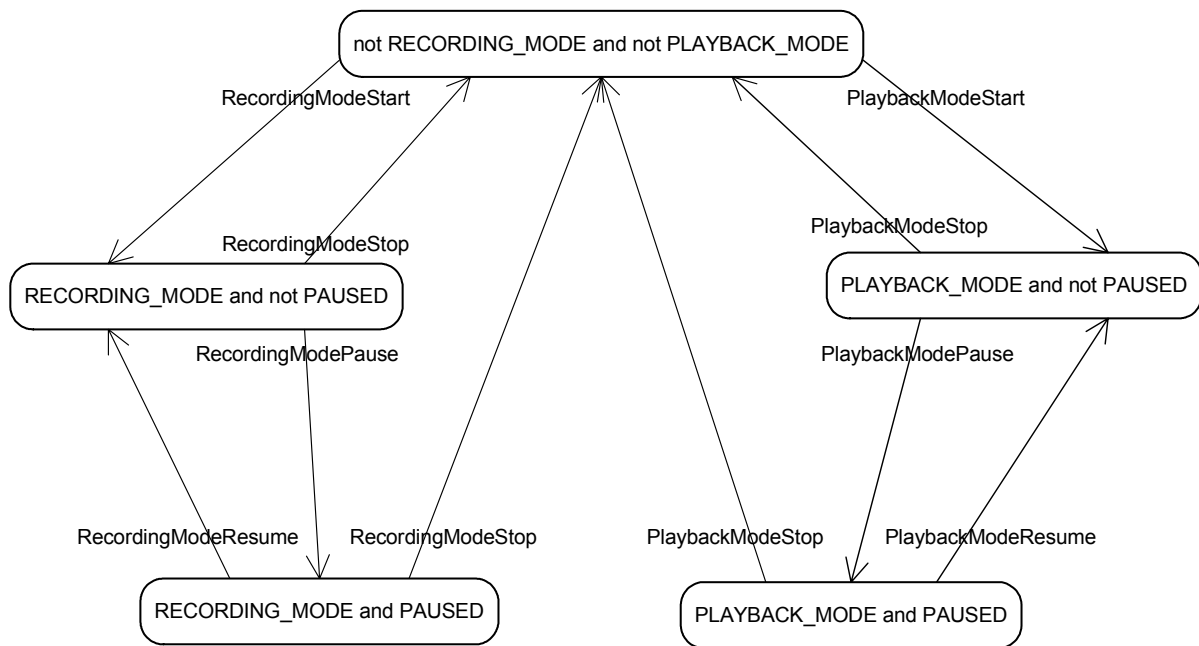 not RECORDING_MODE and not PLAYBACK_MODE
RecordingModeStart
PlaybackModeStart
RecordingModeStop
PlaybackModeStop
RECORDING_MODE and not PAUSED
PLAYBACK_MODE and not PAUSED
RecordingModePause
PlaybackModePause
RecordingModeResume
RecordingModeStop
PlaybackModeStop
PlaybackModeResume
RECORDING_MODE and PAUSED
PLAYBACK_MODE and PAUSED